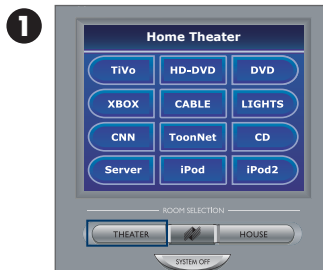 1
Home Theater
TiVo HD-DVD DVD
XBOX CABLE LIGHTS
CNN ToonNet CD
Server iPod iPod2
ROOM SELECTION
THEATER HOUSE
SYSTEM OFF